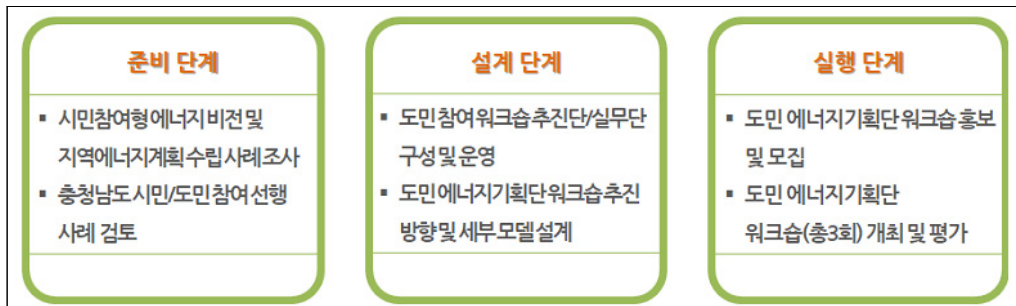 준비 단계
▪ 시민참여형 에너지 비전 및
지역에너지계획 수립 사례 조사
▪ 충청남도 시민/도민 참여 선행
사례 검토
설계 단계
▪ 도민 참여 워크숍 추진단/실무단
구성 및 운영
▪ 도민 에너지기획단 워크숍 추진
방향 및 세부 모델 설계
실행 단계
▪ 도민 에너지기획단 워크숍 홍보
및 모집
▪ 도민 에너지기획단
워크숍(총3회) 개최 및 평가